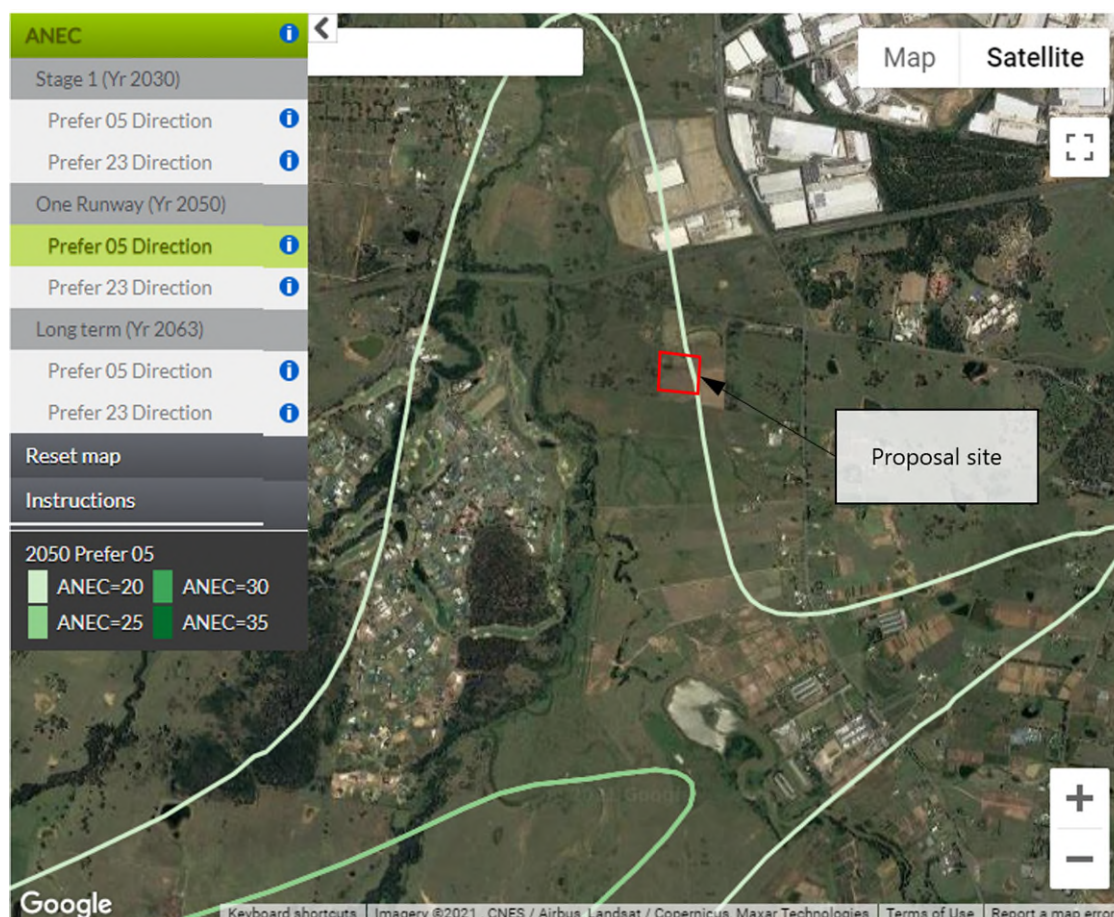 ANEC
Stage 1 (Yr 2030)
Prefer 05 Direction
Prefer 23 Direction
One Runway (Yr 2050)
Prefer 05 Direction
Prefer 23 Direction
Long term (Yr 2063)
Prefer 05 Direction
Prefer 23 Direction
Reset map
Instructions
2050 Prefer 05
ANEC=20 ANEC=30
ANEC=25 ANEC=35
Map Satellite
Proposal site
Google
Google
Keyboard shortcuts Imagery ©2021, CNES / Airbus, Landsat / Copernicus, Maxar Technologies Terms of Use Report a map error